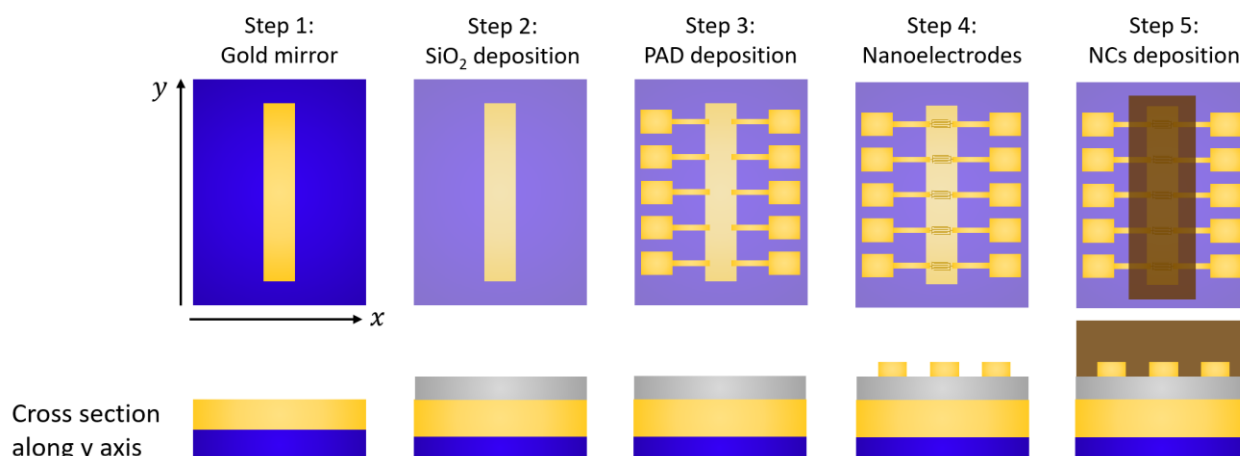 Step 1:
Gold mirror
Step 2:
SiO₂ deposition
Step 3:
PAD deposition
Step 4:
Nanoelectrodes
Step 5:
NCs deposition
y
x
Cross section
along y axis